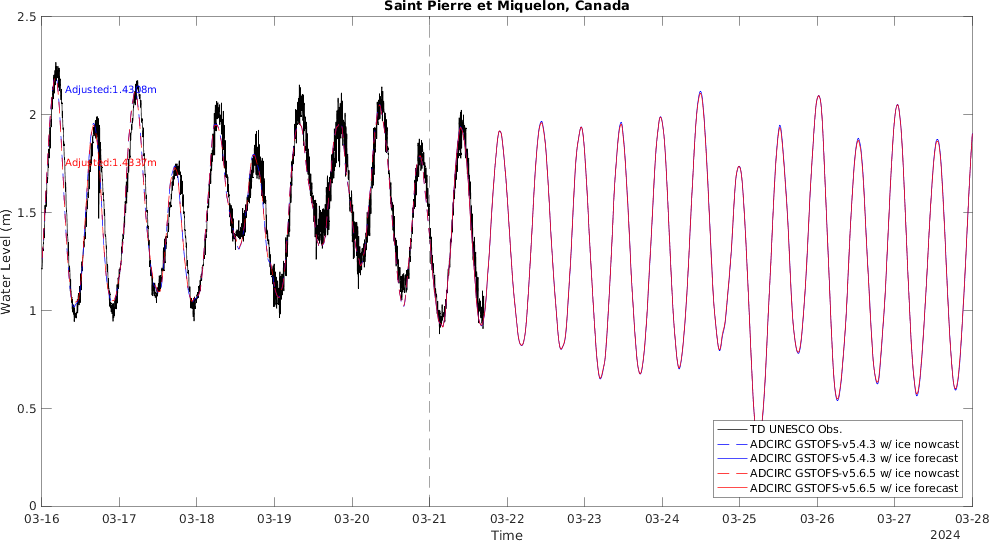 Saint Pierre et Miquelon, Canada
2.5
2
1.5
1
0.5
0
Water Level (m)
Adjusted:1.4308m
Adjusted:1.4337m
TD UNESCO Obs.
ADCIRC GSTOFS-v5.4.3 w/ ice nowcast
ADCIRC GSTOFS-v5.4.3 w/ ice forecast
ADCIRC GSTOFS-v5.6.5 w/ ice nowcast
ADCIRC GSTOFS-v5.6.5 w/ ice forecast
03-16 03-17 03-18 03-19 03-20 03-21 03-22 03-23 03-24 03-25 03-26 03-27 03-28
Time
2024